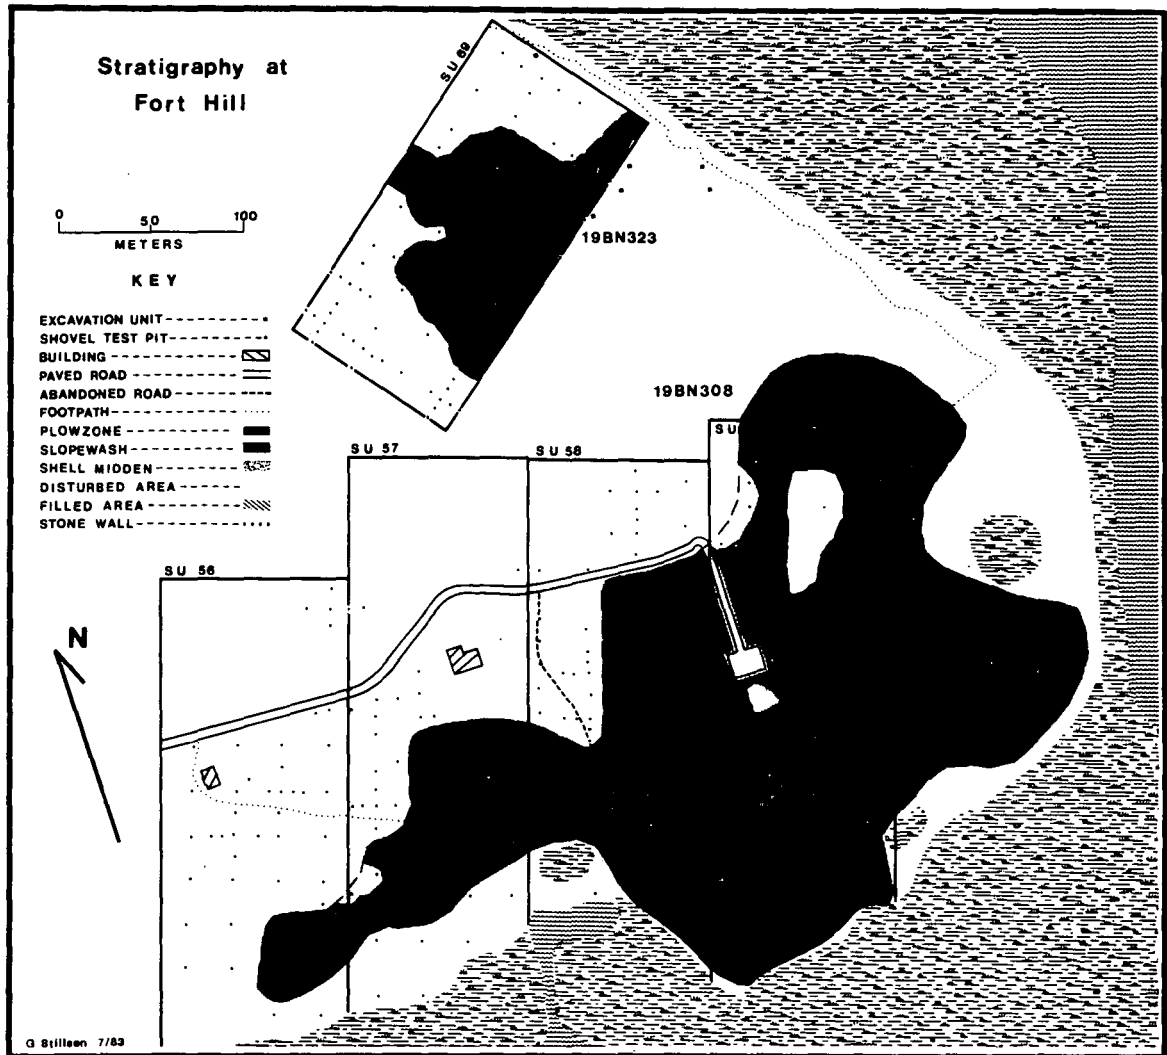 Stratigraphy at
Fort Hill
SU 69
0 50 100
METERS
19BN323
KEY
EXCAVATION UNIT
SHOVEL TEST PIT
BUILDING
PAVED ROAD
ABANDONED ROAD
FOOTPATH
PLOWZONE
SLOPEWASH
SHELL MIDDEN
DISTURBED AREA
FILLED AREA
STONE WALL
19BN308
SU
SU 57
SU 58
SU 56
N
G Stillson 7/83